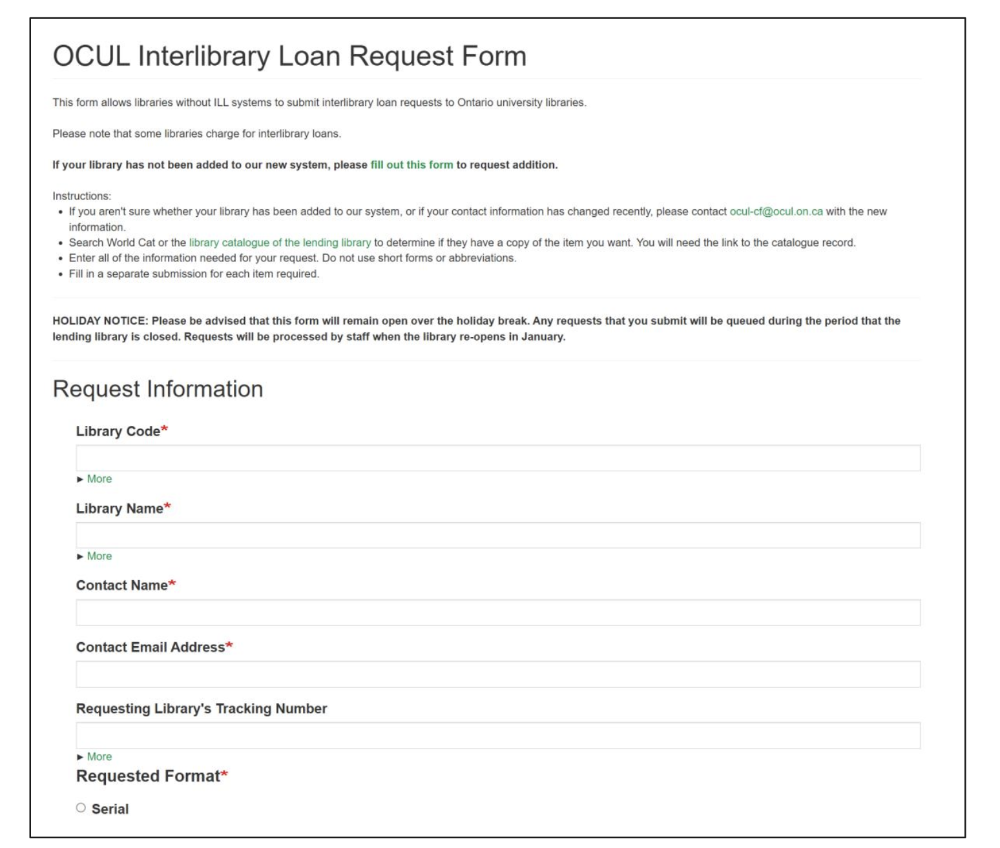 OCUL Interlibrary Loan Request Form
This form allows libraries without ILL systems to submit interlibrary loan requests to Ontario university libraries.
Please note that some libraries charge for interlibrary loans.
If your library has not been added to our new system, please fill out this form to request addition.
Instructions:
• If you aren't sure whether your library has been added to our system, or if your contact information has changed recently, please contact ocul-cf@ocul.on.ca with the new
information.
• Search World Cat or the library catalogue of the lending library to determine if they have a copy of the item you want. You will need the link to the catalogue record.
• Enter all of the information needed for your request. Do not use short forms or abbreviations.
• Fill in a separate submission for each item required.
HOLIDAY NOTICE: Please be advised that this form will remain open over the holiday break. Any requests that you submit will be queued during the period that the
lending library is closed. Requests will be processed by staff when the library re-opens in January.
Request Information
Library Code*
► More
Library Name*
► More
Contact Name*
Contact Email Address*
Requesting Library's Tracking Number
► More
Requested Format*
Serial